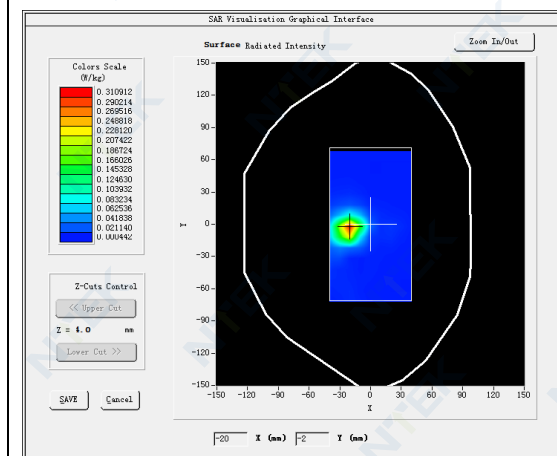 SAR Visualisation Graphical Interface
Surface Radiated Intensity
Zoom In/Out
Colors Scale
(W/kg)
0.310912
0.290214
0.269516
0.248818
0.228120
0.207422
0.186724
0.166026
0.145328
0.124630
0.103932
0.083234
0.062536
0.041838
0.021140
0.000442
Z-Cuts Control
<< Upper Cut
Z = 4.0 mm
Lower Cut >>
SAVE Cancel
150
120
90
60
30
0
-30
-60
-90
-120
-150
Y
-150 -120 -90 -60 -30 0 30 60 90 120 150
X
-20 X (mm) -2 Y (mm)
NTEK